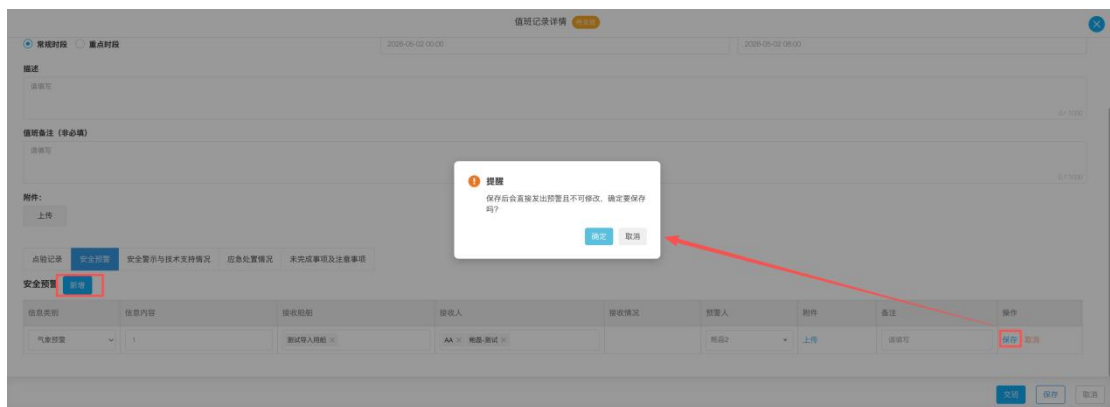 值班记录详情 待交班
常规时段 重点时段 2026-05-02 00:00 2026-05-02 08:00
描述
请填写
0 / 1000
值班备注（非必填）
请填写
0 / 1000
附件:
上传
提醒
保存后会直接发出预警且不可修改，确定要保存
吗?
确定 取消
点验记录 安全预警 安全警示与技术支持情况 应急处置情况 未完成事项及注意事项
安全预警 新增
信息类别 信息内容 接收船舶 接收人 接收情况 预警人 附件 备注 操作
气象预警 1 测试导入用船 × AA × 上传 请填写 保存 取消
交班 保存 取消